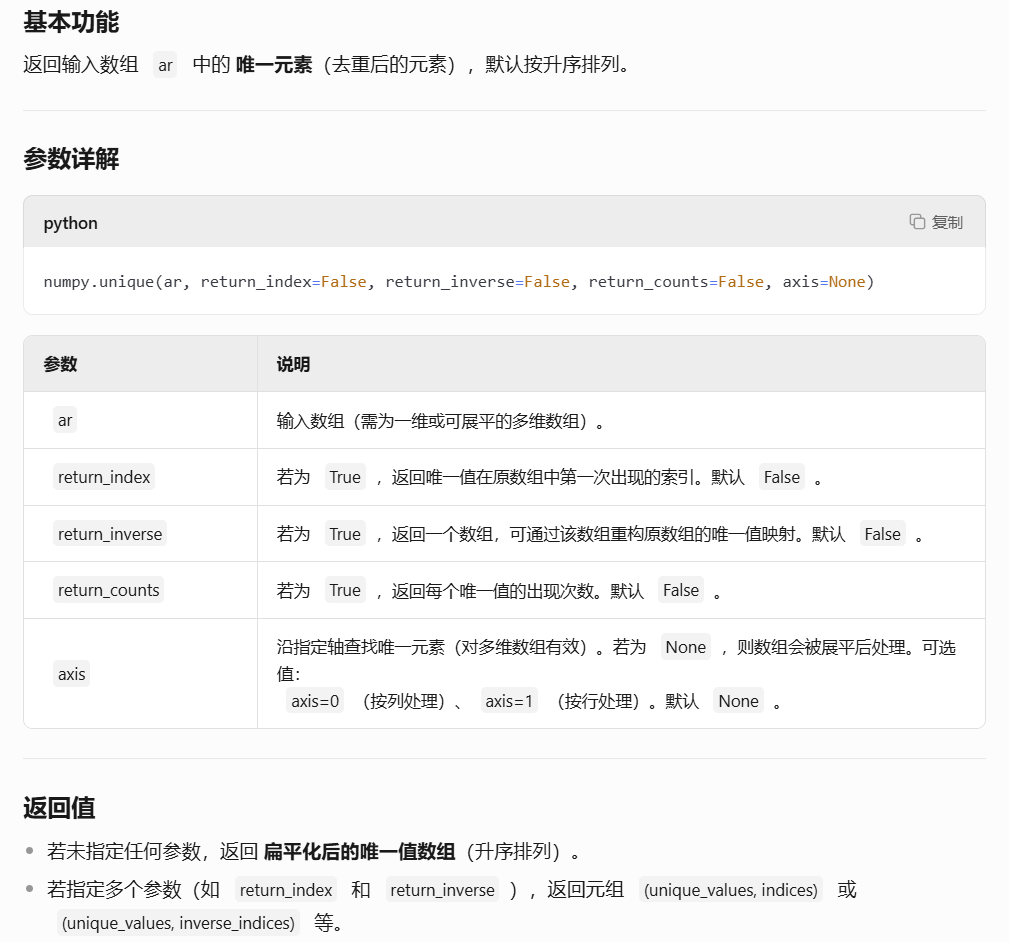 基本功能
返回输入数组 ar 中的 唯一元素（去重后的元素），默认按升序排列。
参数详解
python 复制
numpy.unique(ar, return_index=False, return_inverse=False, return_counts=False, axis=None)
参数 说明
ar 输入数组（需为一维或可展平的多维数组）。
return_index 若为 True ，返回唯一值在原数组中第一次出现的索引。默认 False 。
return_inverse 若为 True ，返回一个数组，可通过该数组重构原数组的唯一值映射。默认 False 。
return_counts 若为 True ，返回每个唯一值的出现次数。默认 False 。
axis 沿指定轴查找唯一元素（对多维数组有效）。若为 None ，则数组会被展平后处理。可选
值：
axis=0 （按列处理）、 axis=1 （按行处理）。默认 None 。
返回值
若未指定任何参数，返回 扁平化后的唯一值数组（升序排列）。
若指定多个参数（如 return_index 和 return_inverse ），返回元组 (unique_values, indices) 或
(unique_values, inverse_indices) 等。